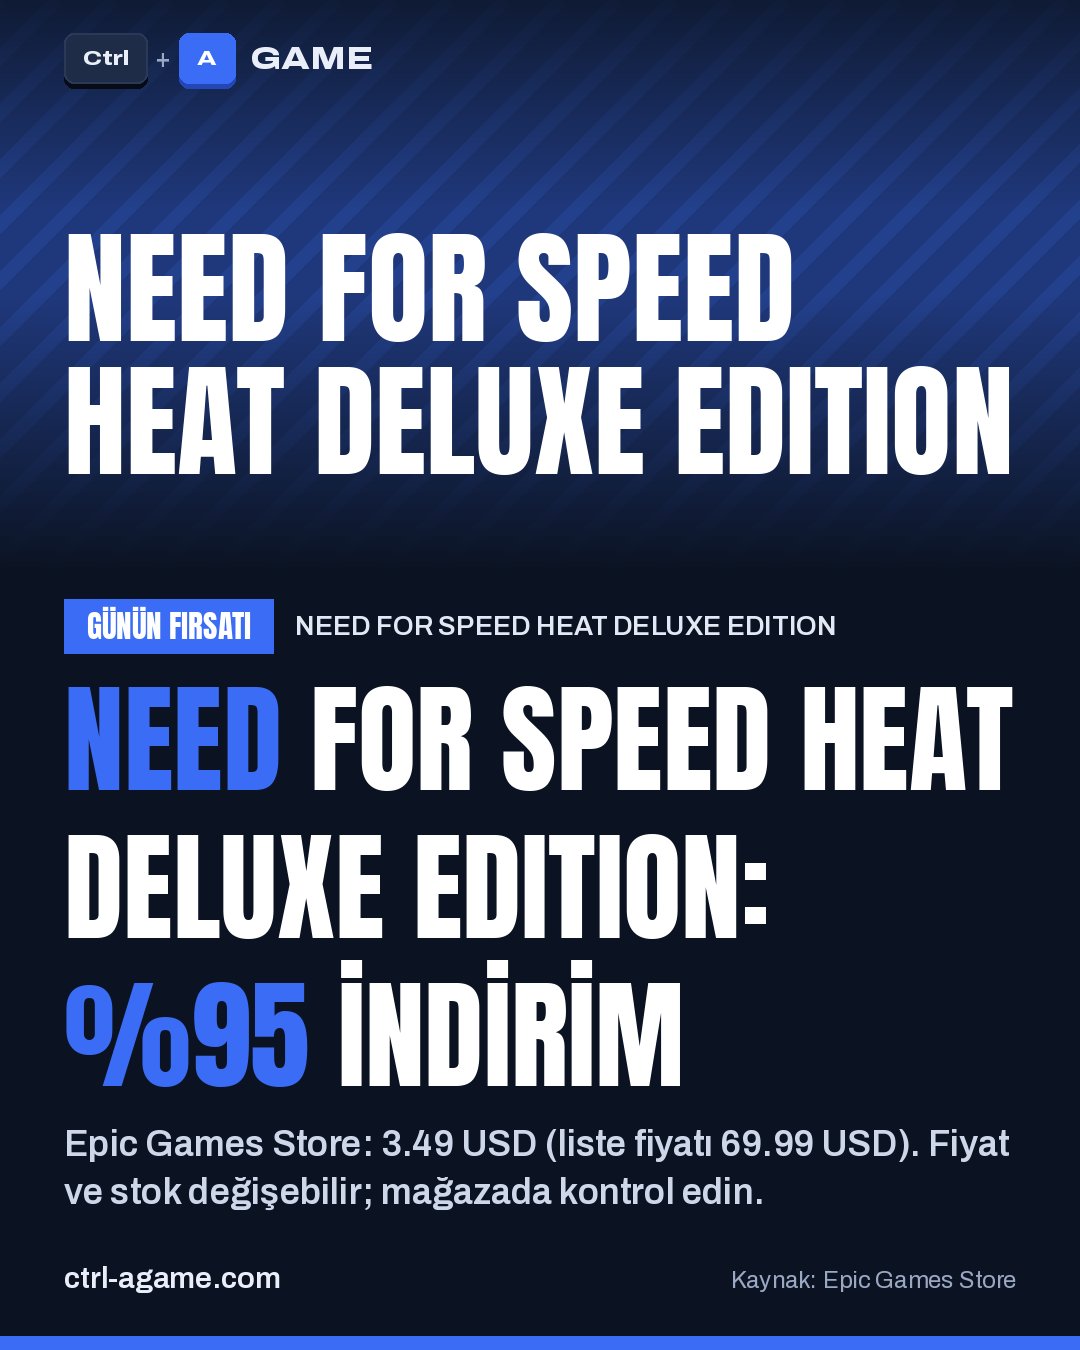 Ctrl + A GAME
NEED FOR SPEED
HEAT DELUXE EDITION
GÜNÜN FIRSATI NEED FOR SPEED HEAT DELUXE EDITION
NEED FOR SPEED HEAT
DELUXE EDITION:
%95 İNDİRİM
Epic Games Store: 3.49 USD (liste fiyatı 69.99 USD). Fiyat
ve stok değişebilir; mağazada kontrol edin.
ctrl-agame.com Kaynak: Epic Games Store